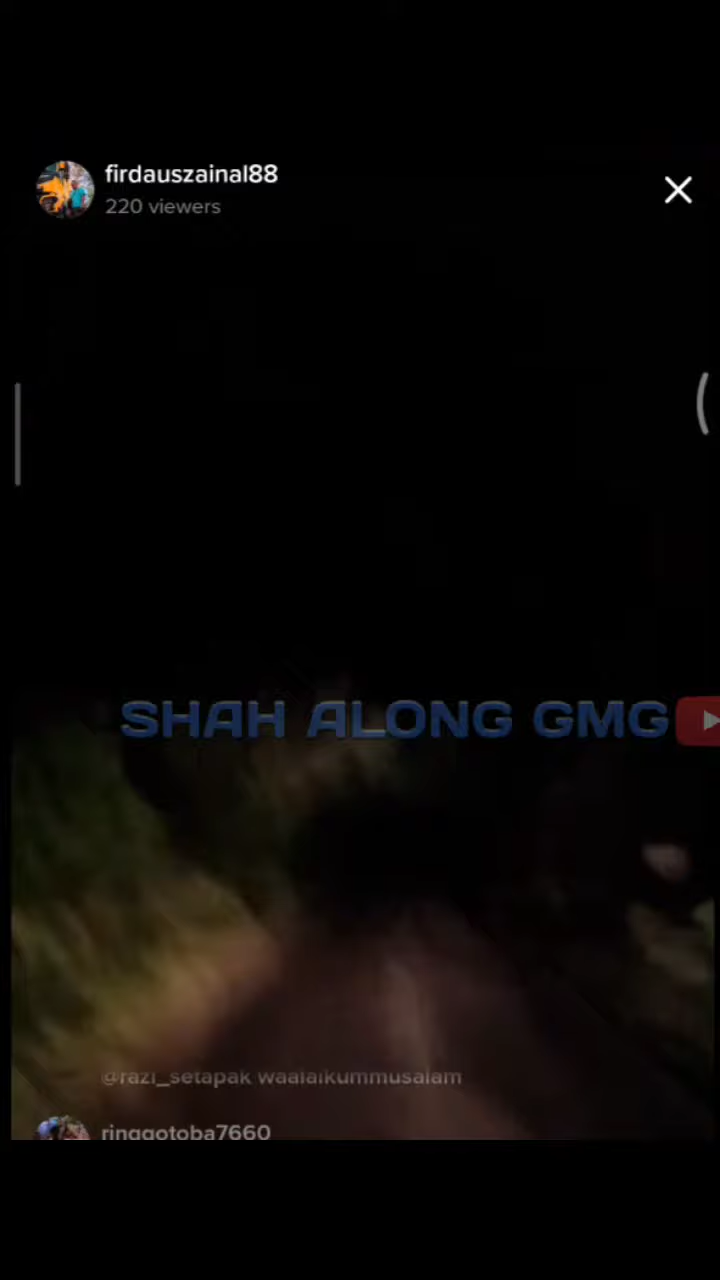 firdauszainal88
220 viewers
SHAH ALONG GMG
@razi_setapak waalaikummusalam
ringgotoba7660